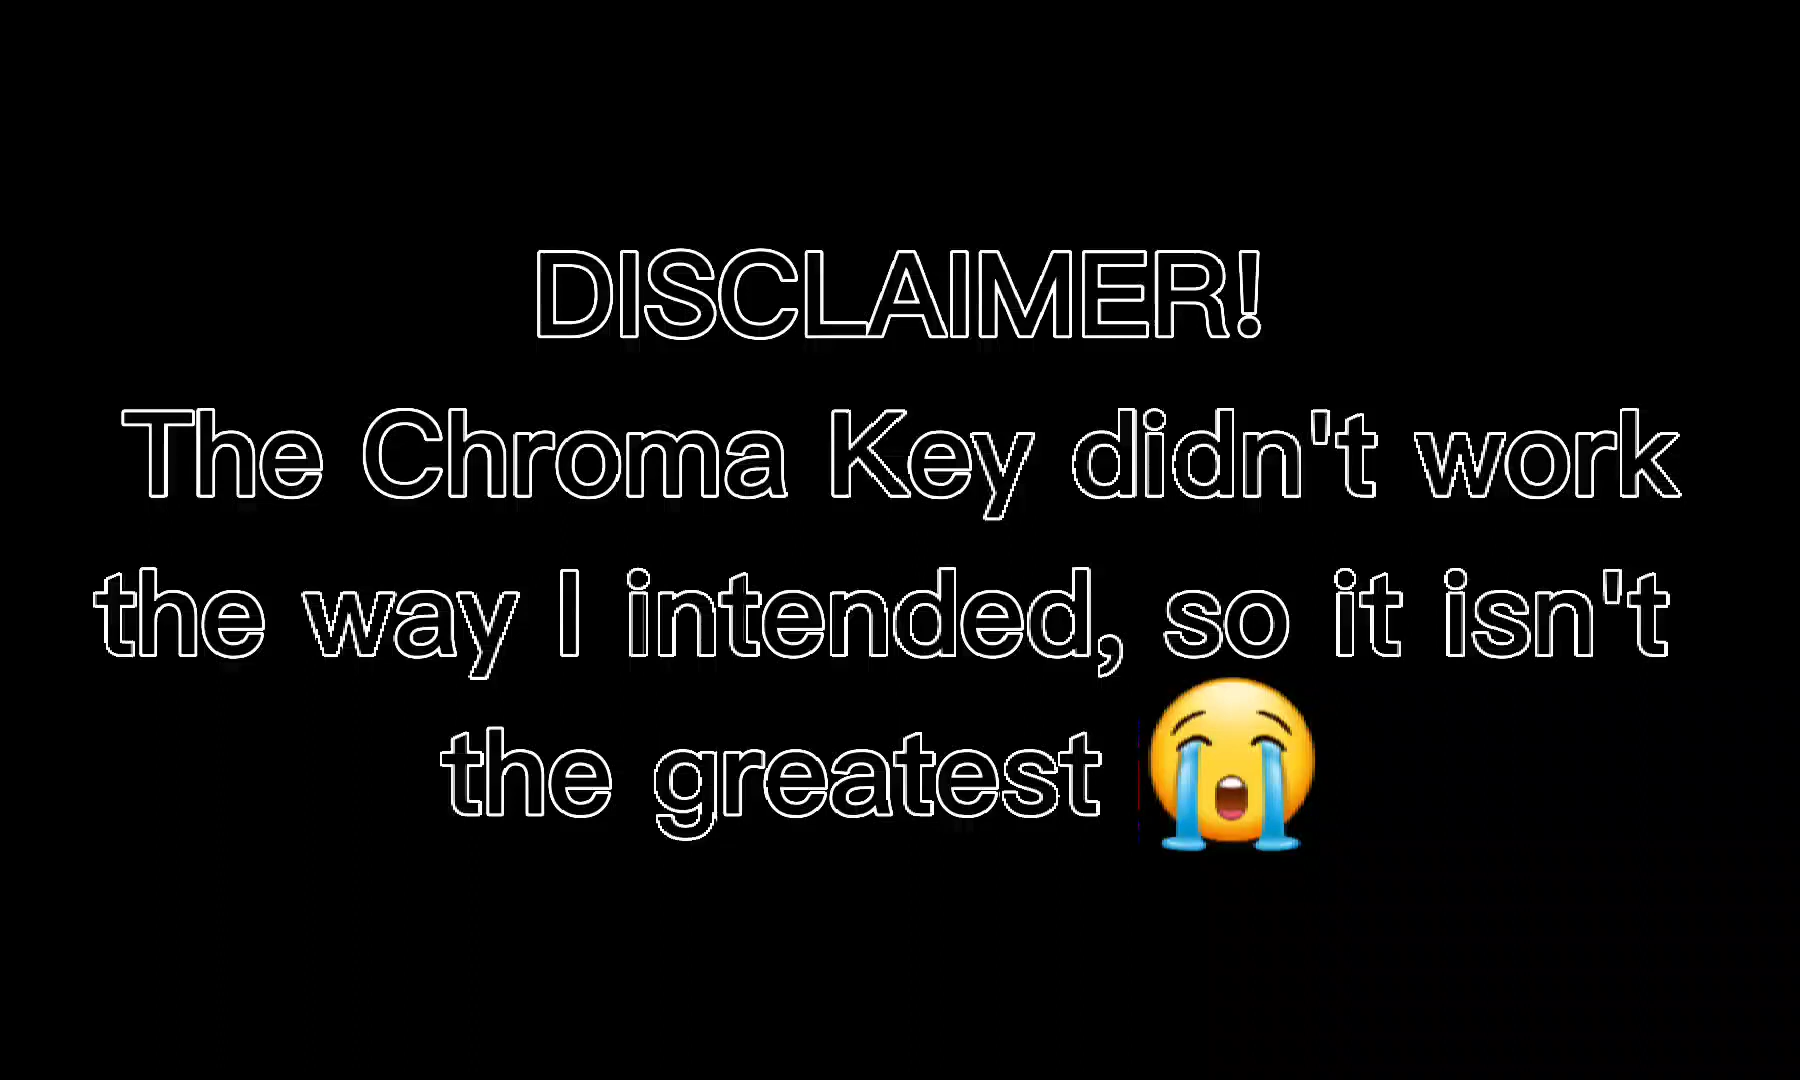 DISCLAIMER!
The Chroma Key didn't work
the way I intended, so it isn't
the greatest 😭